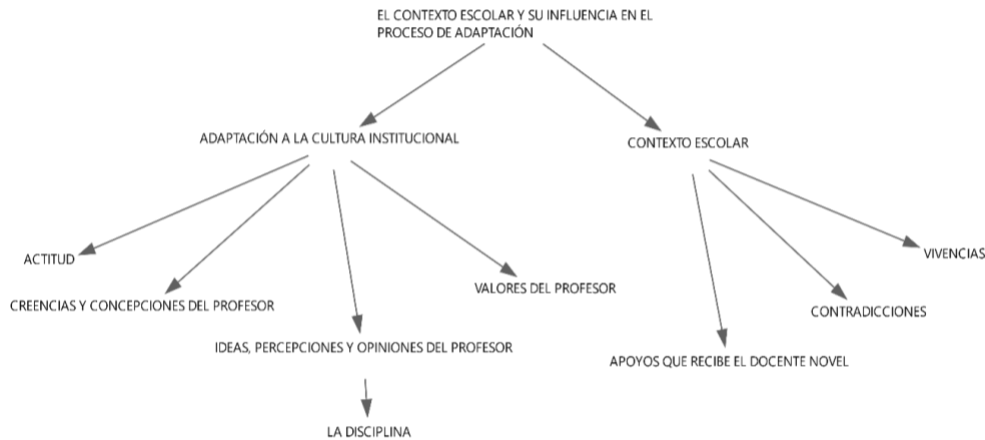 EL CONTEXTO ESCOLAR Y SU INFLUENCIA EN EL
PROCESO DE ADAPTACIÓN
ADAPTACIÓN A LA CULTURA INSTITUCIONAL
CONTEXTO ESCOLAR
ACTITUD
CREENCIAS Y CONCEPCIONES DEL PROFESOR
IDEAS, PERCEPCIONES Y OPINIONES DEL PROFESOR
LA DISCIPLINA
VALORES DEL PROFESOR
APOYOS QUE RECIBE EL DOCENTE NOVEL
CONTRADICCIONES
VIVENCIAS